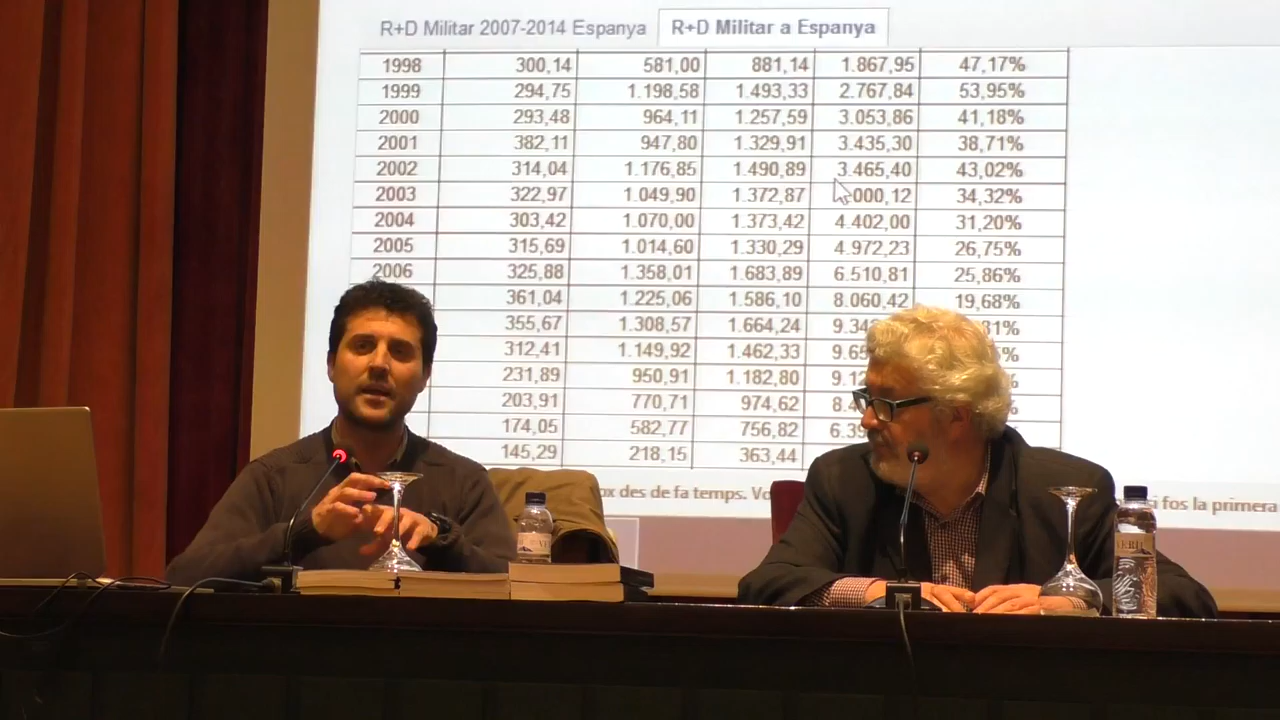 R+D Militar 2007-2014 Espanya R+D Militar a Espanya
1998 300,14 581,00 881,14 1.867,95 47,17%
1999 294,75 1.198,58 1.493,33 2.767,84 53,95%
2000 293,48 964,11 1.257,59 3.053,86 41,18%
2001 382,11 947,80 1.329,91 3.435,30 38,71%
2002 314,04 1.176,85 1.490,89 3.465,40 43,02%
2003 322,97 1.049,90 1.372,87 000,12 34,32%
2004 303,42 1.070,00 1.373,42 4.402,00 31,20%
2005 315,69 1.014,60 1.330,29 4.972,23 26,75%
2006 325,88 1.358,01 1.683,89 6.510,81 25,86%
361,04 1.225,06 1.586,10 8.060,42 19,68%
355,67 1.308,57 1.664,24
312,41 1.149,92 1.462,33
231,89 950,91 1.182,80
203,91 770,71 974,62
174,05 582,77 756,82
145,29 218,15 363,44
des de fa temps. si fos la primera